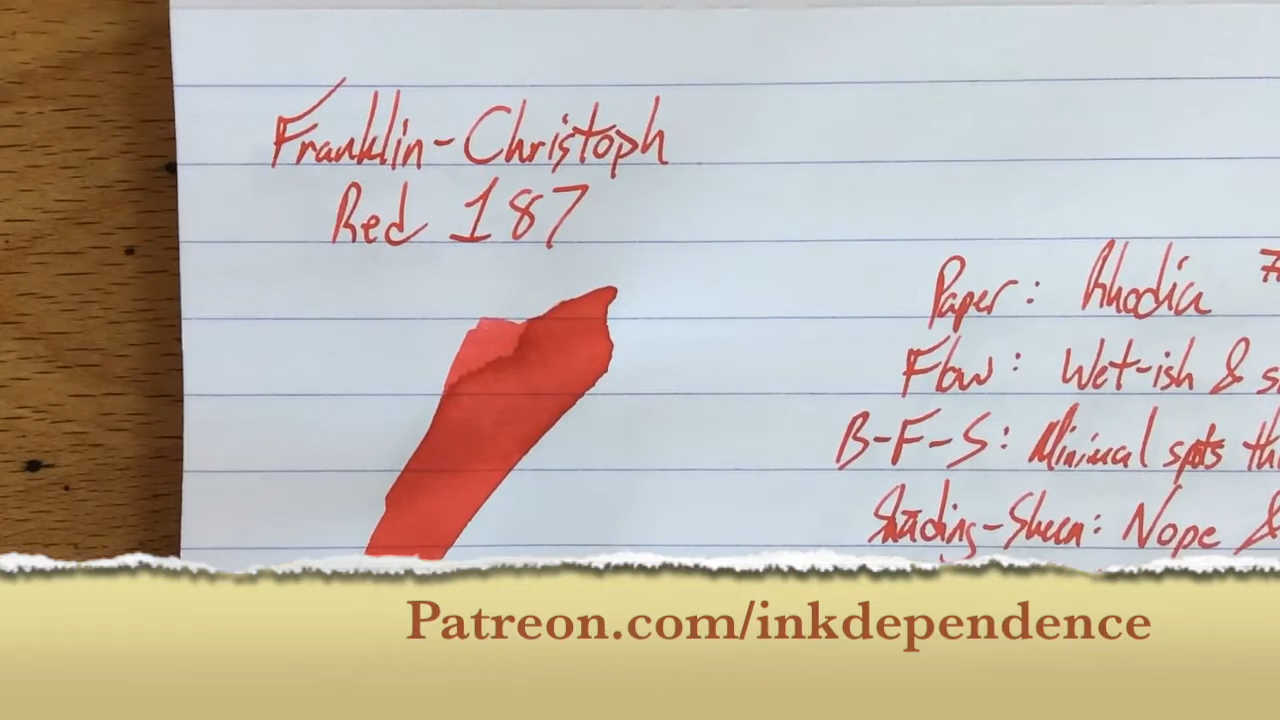 Franklin-Christoph
Red 187
Paper: Rhodia
Flow: Wet-ish &
B-F-S: Minimal spots
Shading-Sheen: Nope &
Patreon.com/inkdependence